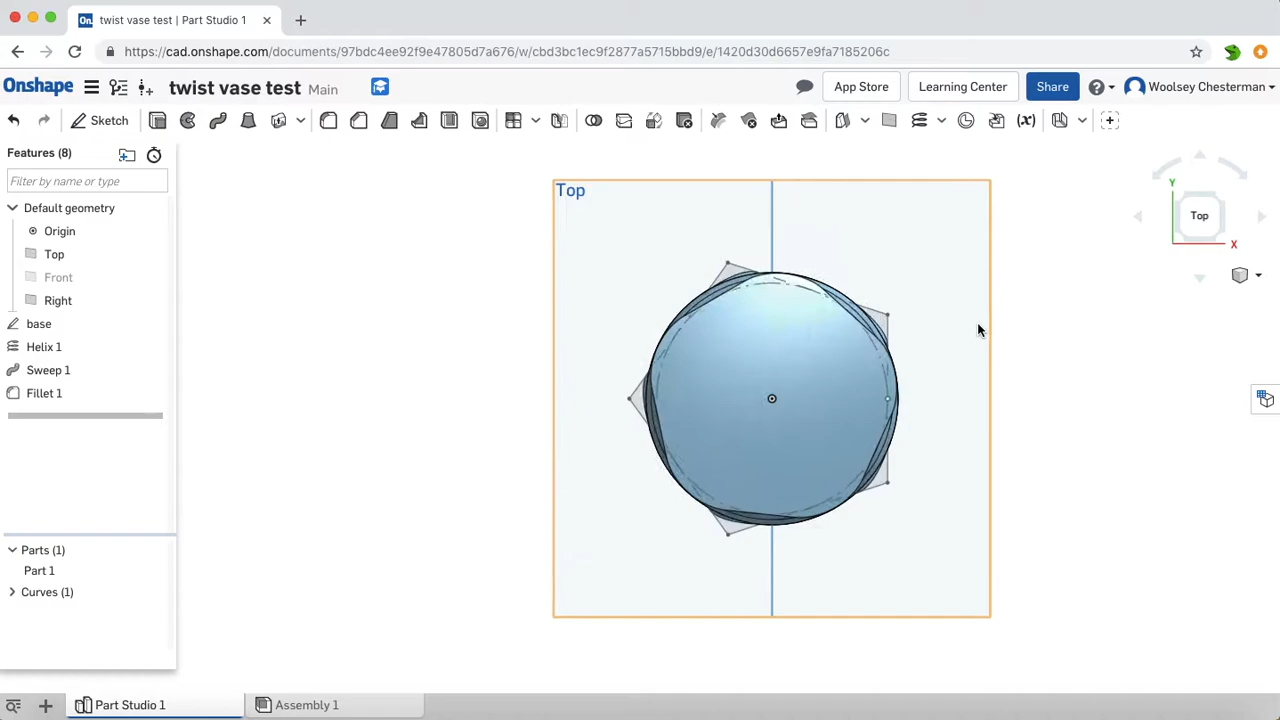 twist vase test | Part Studio 1
https://cad.onshape.com/documents/97bdc4ee92f9e47805d7a676/w/cbd3bc1ec9f2877a5715bbd9/e/1420d30d6657e9fa7185206c
Onshape twist vase test Main App Store Learning Center Share Woolsey Chesterman
Sketch
Features (8)
Filter by name or type
Default geometry
Origin
Top
Front
Right
base
Helix 1
Sweep 1
Fillet 1
Parts (1)
Part 1
Curves (1)
Top
Y
Top
X
Part Studio 1
Assembly 1